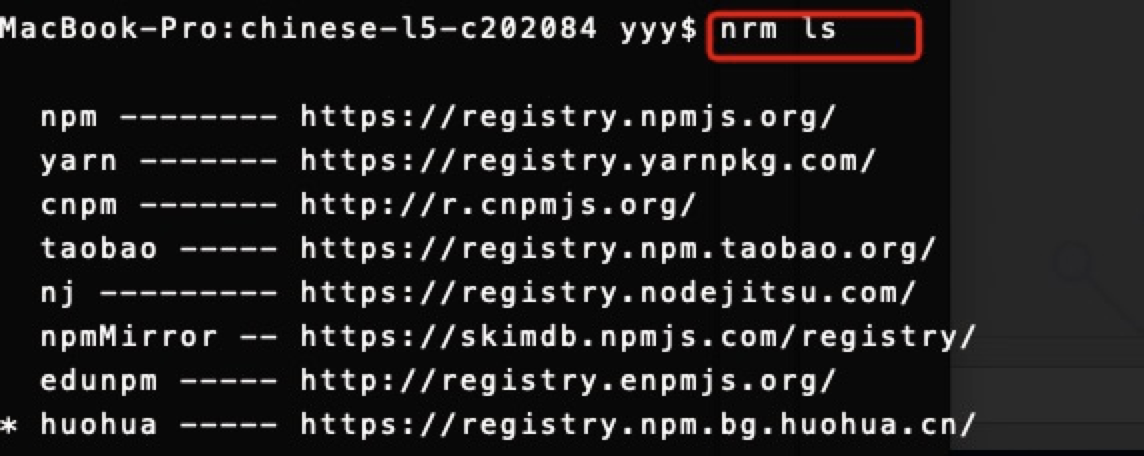 MacBook-Pro:chinese-l5-c202084 yyy$ nrm ls
npm -------- https://registry.npmjs.org/
yarn ------- https://registry.yarnpkg.com/
cnpm ------- http://r.cnpmjs.org/
taobao ----- https://registry.npm.taobao.org/
nj --------- https://registry.nodejitsu.com/
npmMirror -- https://skimdb.npmjs.com/registry/
edunpm ----- http://registry.enpmjs.org/
* huohua ----- https://registry.npm.bg.huohua.cn/